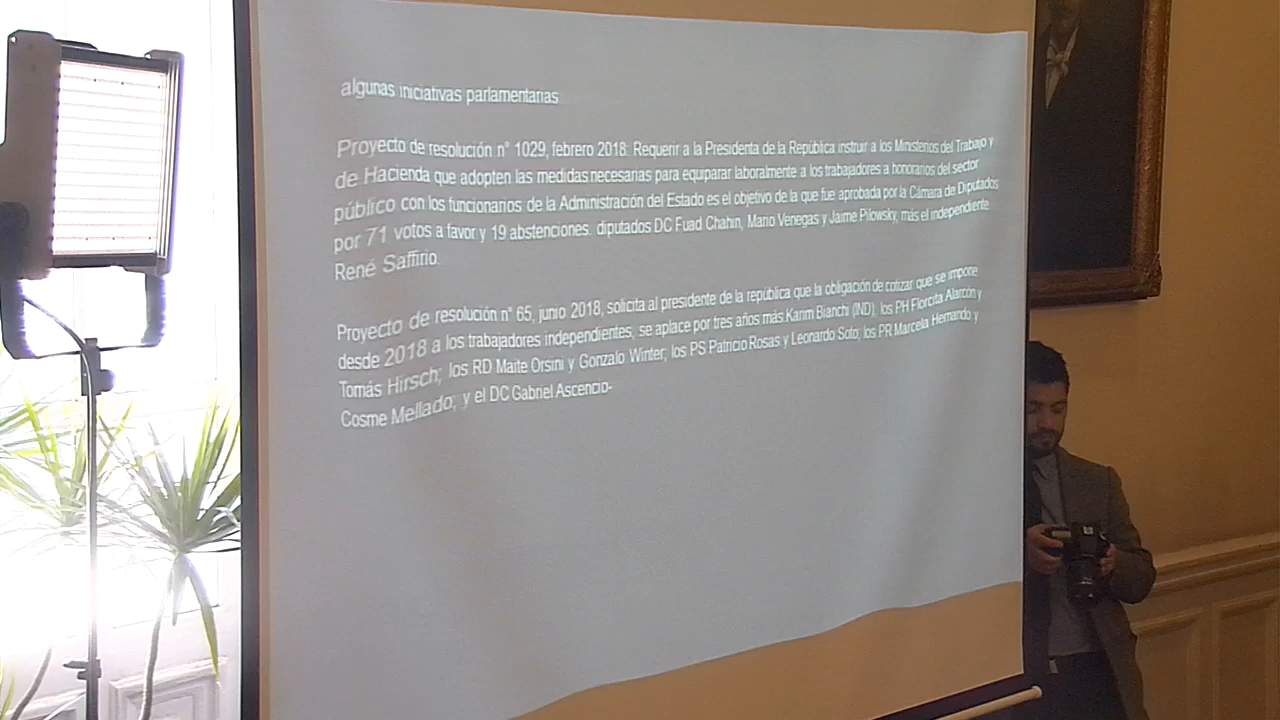 algunas iniciativas parlamentarias
Proyecto de resolución n° 1029, febrero 2018: Requerir a la Presidenta de la República instruir a los Ministerios del Trabajo y
de Hacienda que adopten las medidas necesarias para equiparar laboralmente a los trabajadores a honorarios del sector
público con los funcionarios de la Administración del Estado es el objetivo de la que fue aprobada por la Cámara de Diputados
por 71 votos a favor y 19 abstenciones. diputados DC Fuad Chahin, Mario Venegas y Jaime Pilowsky, más el independiente
René Saffirio.
Proyecto de resolución n° 65, junio 2018, solicita al presidente de la república que la obligación de cotizar que se impone
desde 2018 a los trabajadores independientes, se aplace por tres años más Karim Bianchi (IND), los PH Florcita Alarcón y
Tomás Hirsch; los RD Maite Orsini y Gonzalo Winter; los PS Patricio Rosas y Leonardo Soto; los PR Marcela Hernando y
Cosme Mellado; y el DC Gabriel Ascencio-